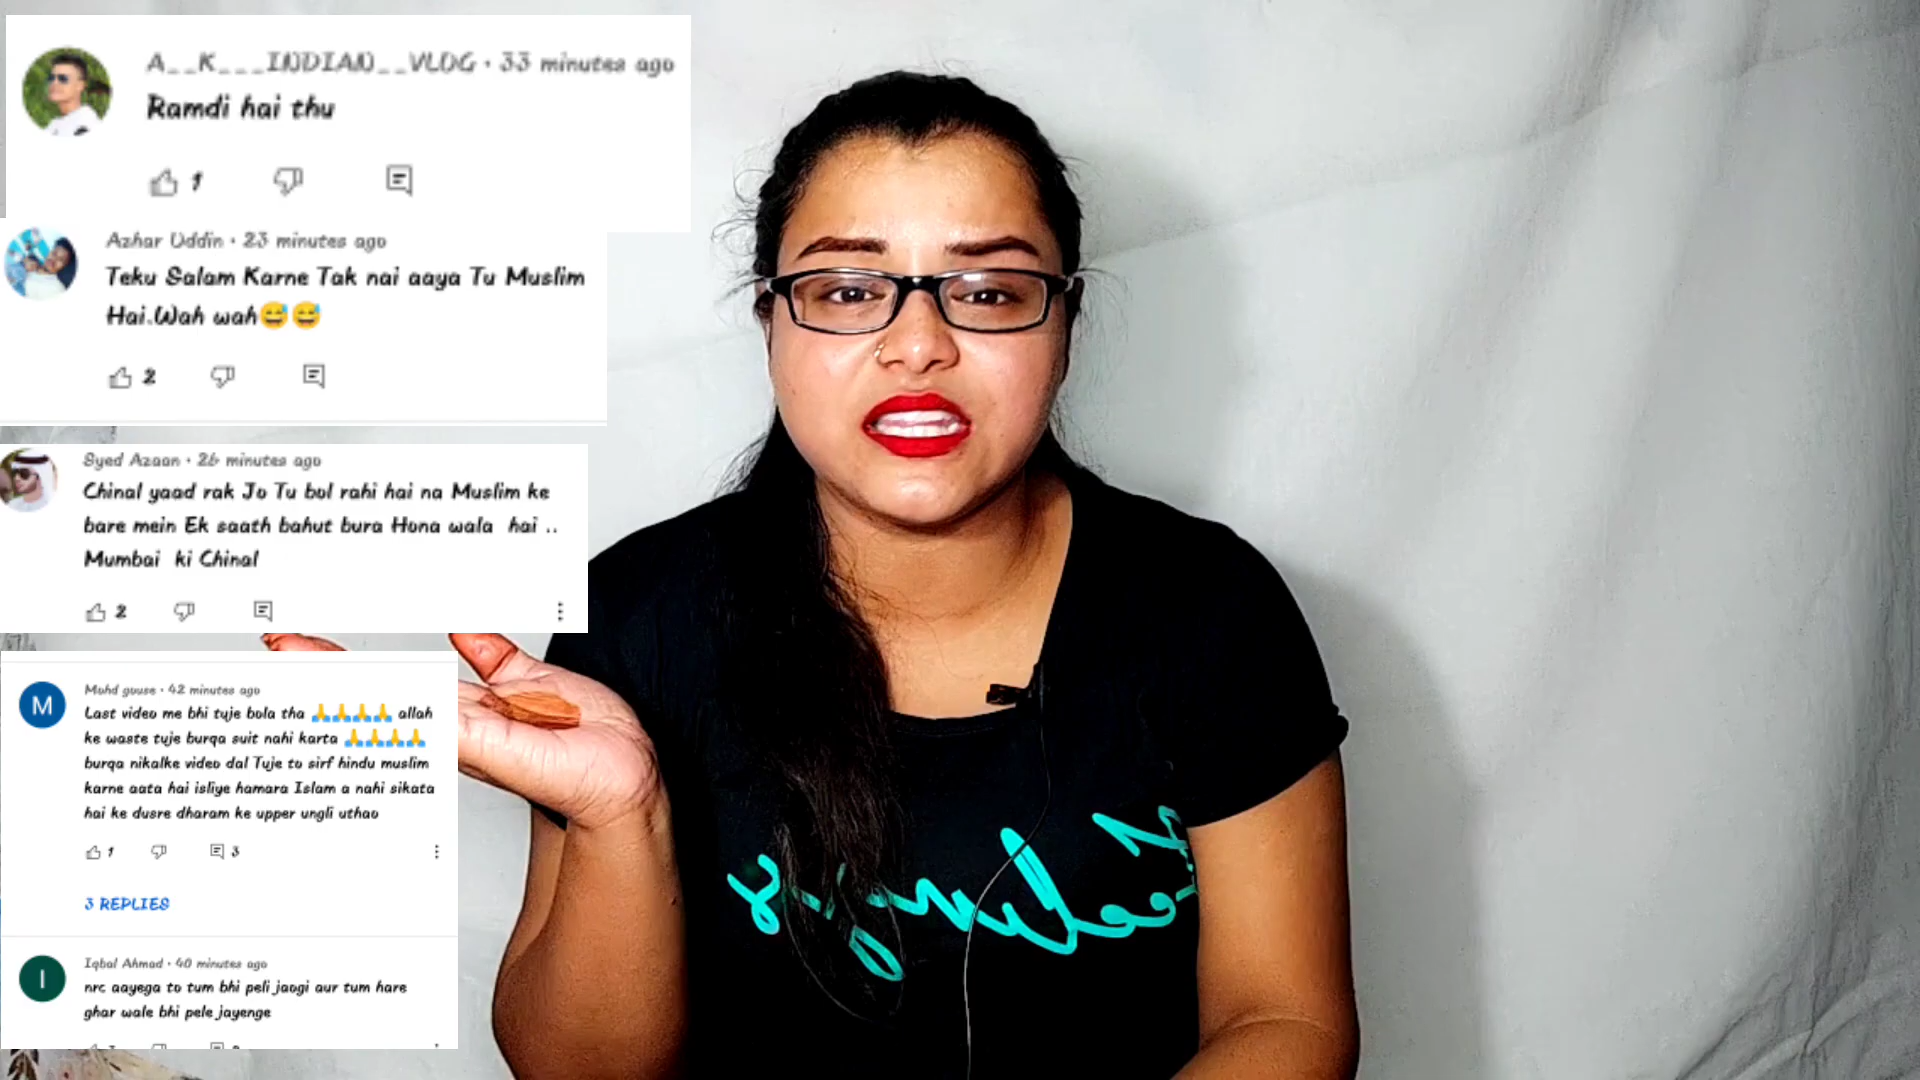 A__K___INDIAN__VLOG • 33 minutes ago
Ramdi hai thu
1
Azhar Uddin • 23 minutes ago
Teku Salam Karne Tak nai aaya Tu Muslim
Hai.Wah wah😅😅
2
Syed Azaan • 26 minutes ago
Chinal yaad rak Jo Tu bol rahi hai na Muslim ke
bare mein Ek saath bahut bura Hona wala hai ..
Mumbai ki Chinal
2
Mohd gouse • 42 minutes ago
Last video me bhi tuje bola tha 🙏🙏🙏🙏 allah
ke waste tuje burqa suit nahi karta 🙏🙏🙏🙏
burqa nikalke video dal Tuje to sirf hindu muslim
karne aata hai isliye hamara Islam a nahi sikata
hai ke dusre dharam ke upper ungli uthao
1 3
3 REPLIES
Iqbal Ahmad • 40 minutes ago
nrc aayega to tum bhi peli jaogi aur tum hare
ghar wale bhi pele jayenge